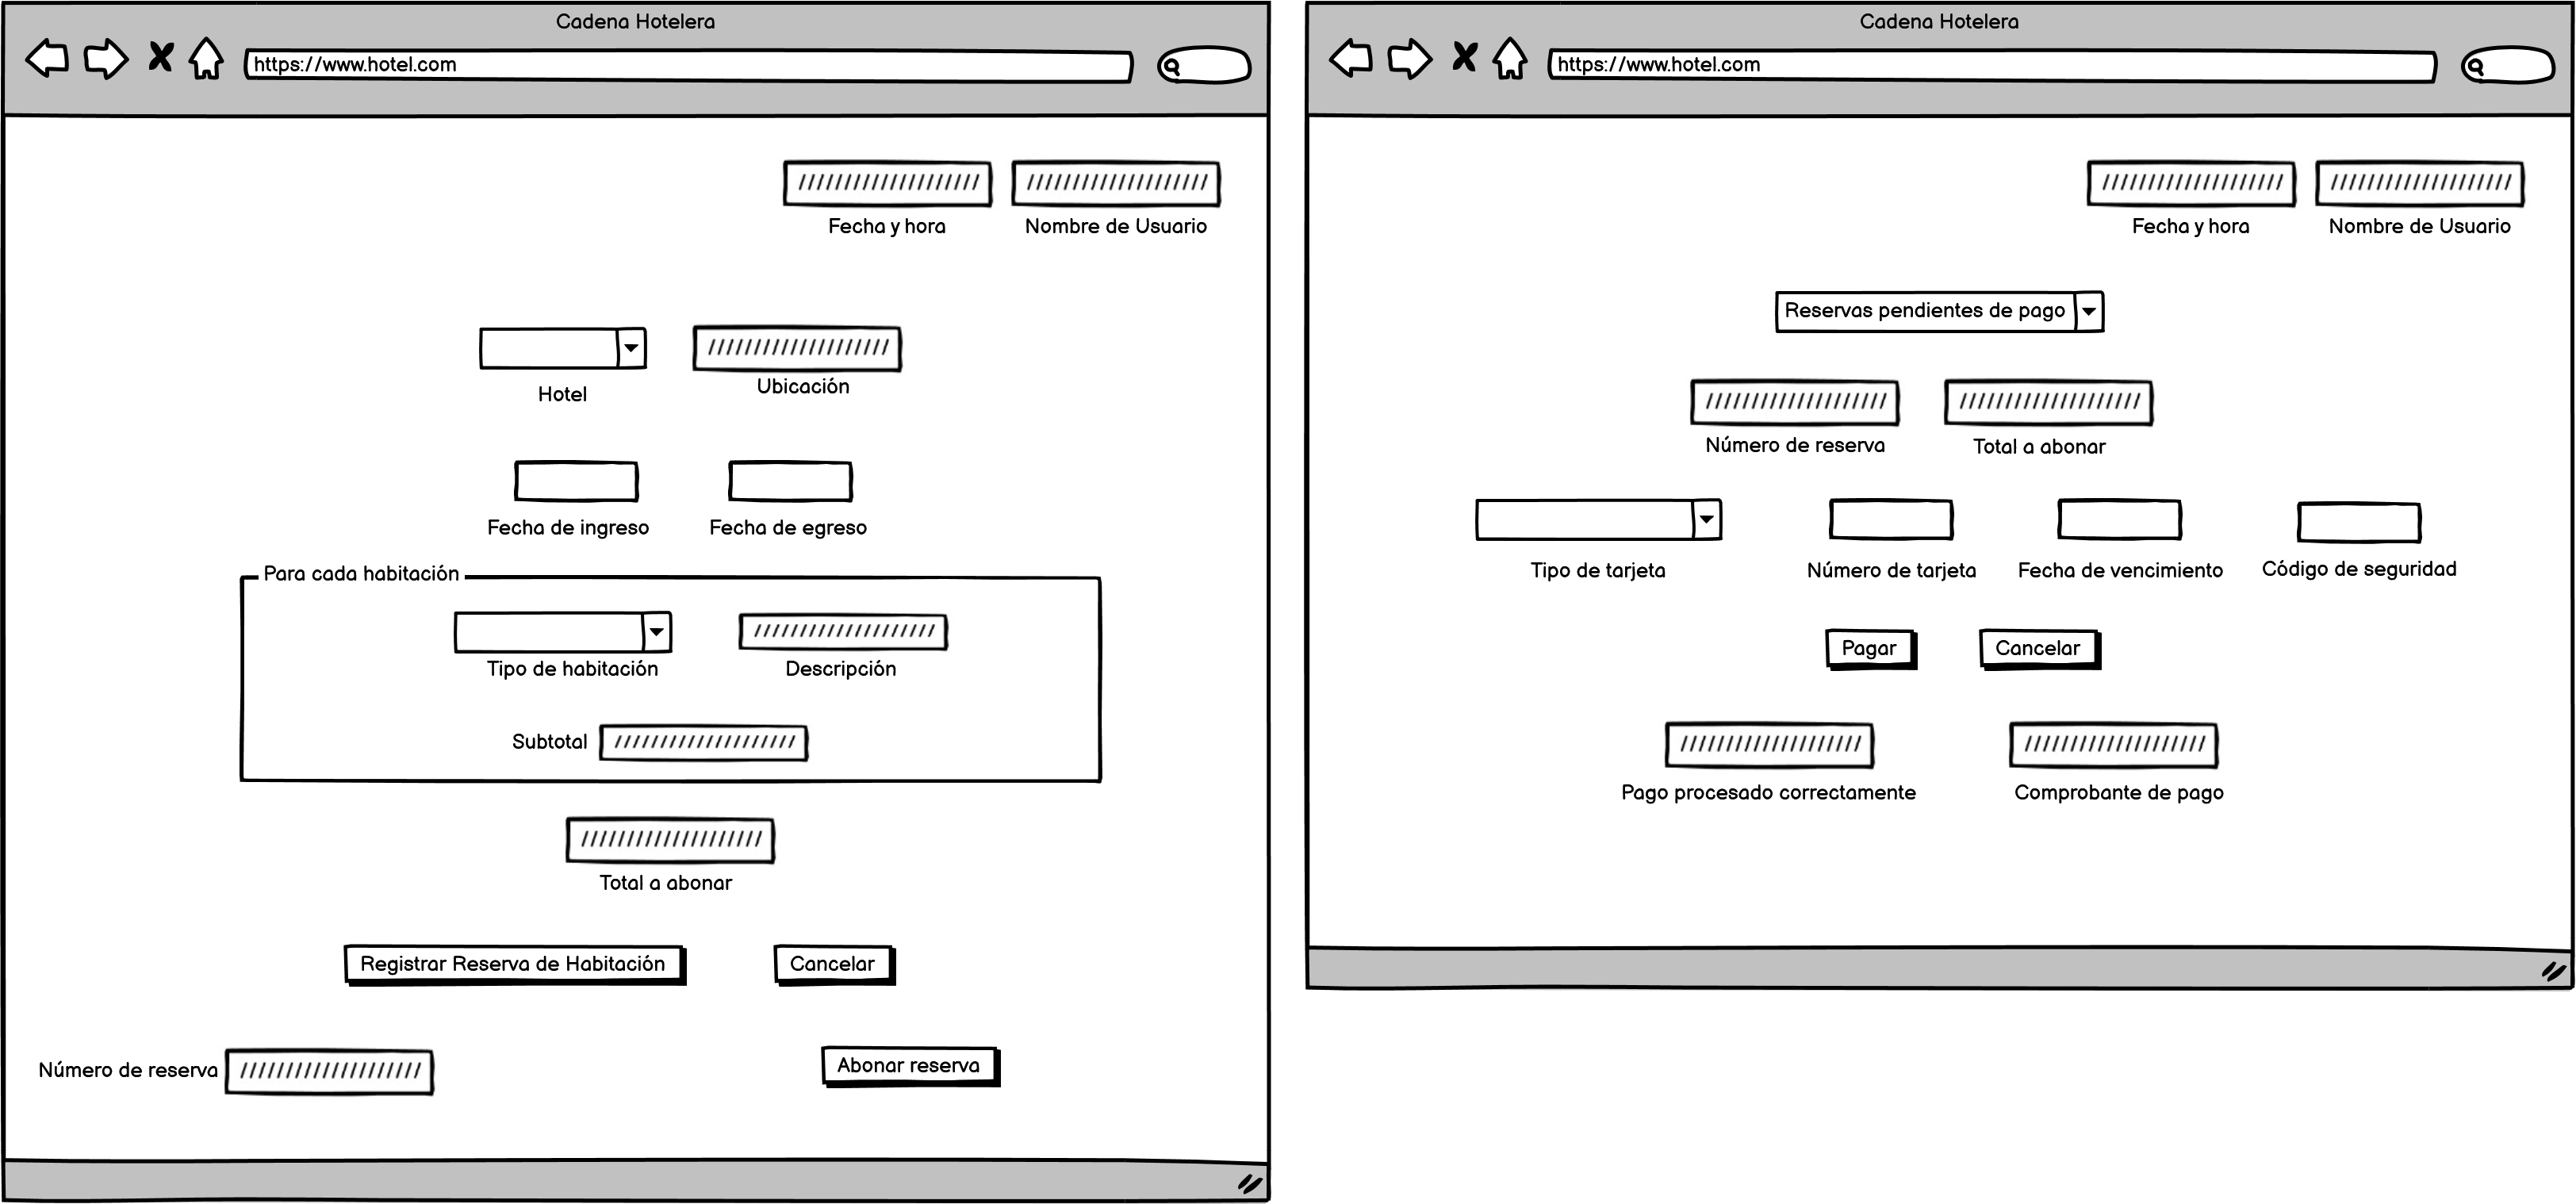 Cadena Hotelera
https://www.hotel.com
Fecha y hora
Nombre de Usuario
Hotel
Ubicación
Fecha de ingreso
Fecha de egreso
Para cada habitación
Tipo de habitación
Descripción
Subtotal
Total a abonar
Registrar Reserva de Habitación
Cancelar
Número de reserva
Abonar reserva
Cadena Hotelera
https://www.hotel.com
Fecha y hora
Nombre de Usuario
Reservas pendientes de pago
Número de reserva
Total a abonar
Tipo de tarjeta
Número de tarjeta
Fecha de vencimiento
Código de seguridad
Pagar
Cancelar
Pago procesado correctamente
Comprobante de pago